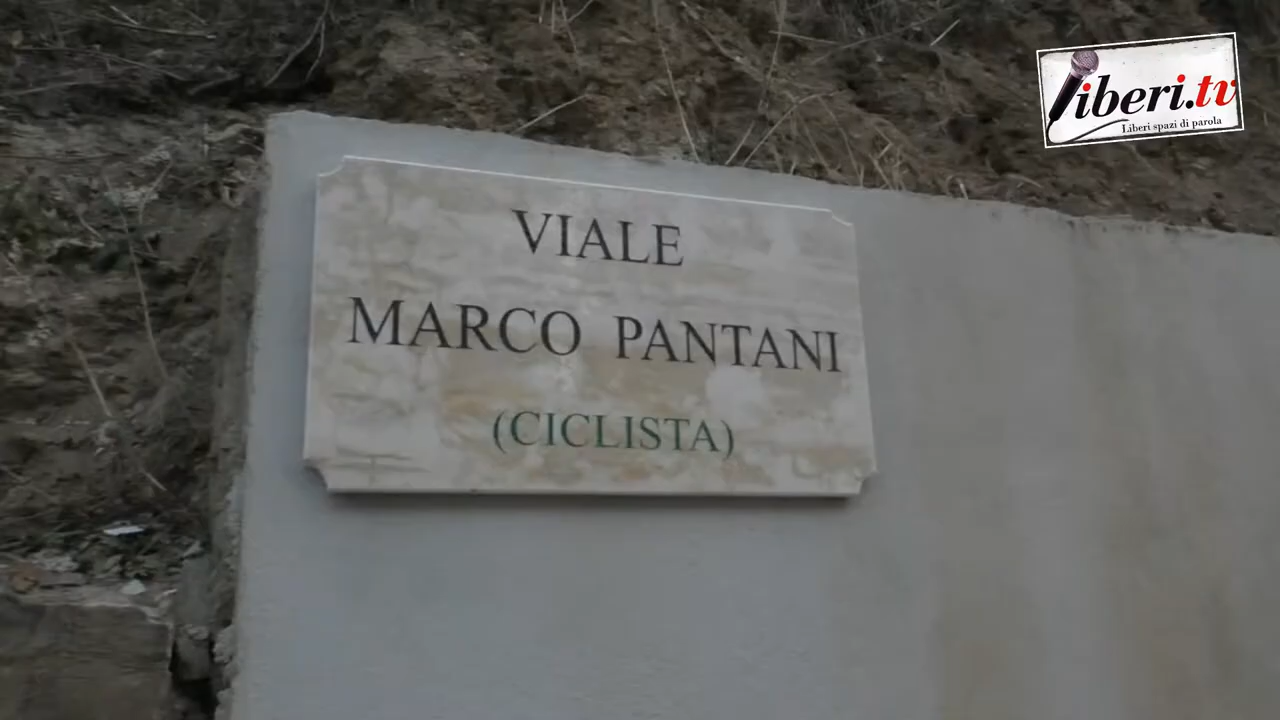 liberi.tv
Liberi spazi di parola
VIALE
MARCO PANTANI
(CICLISTA)